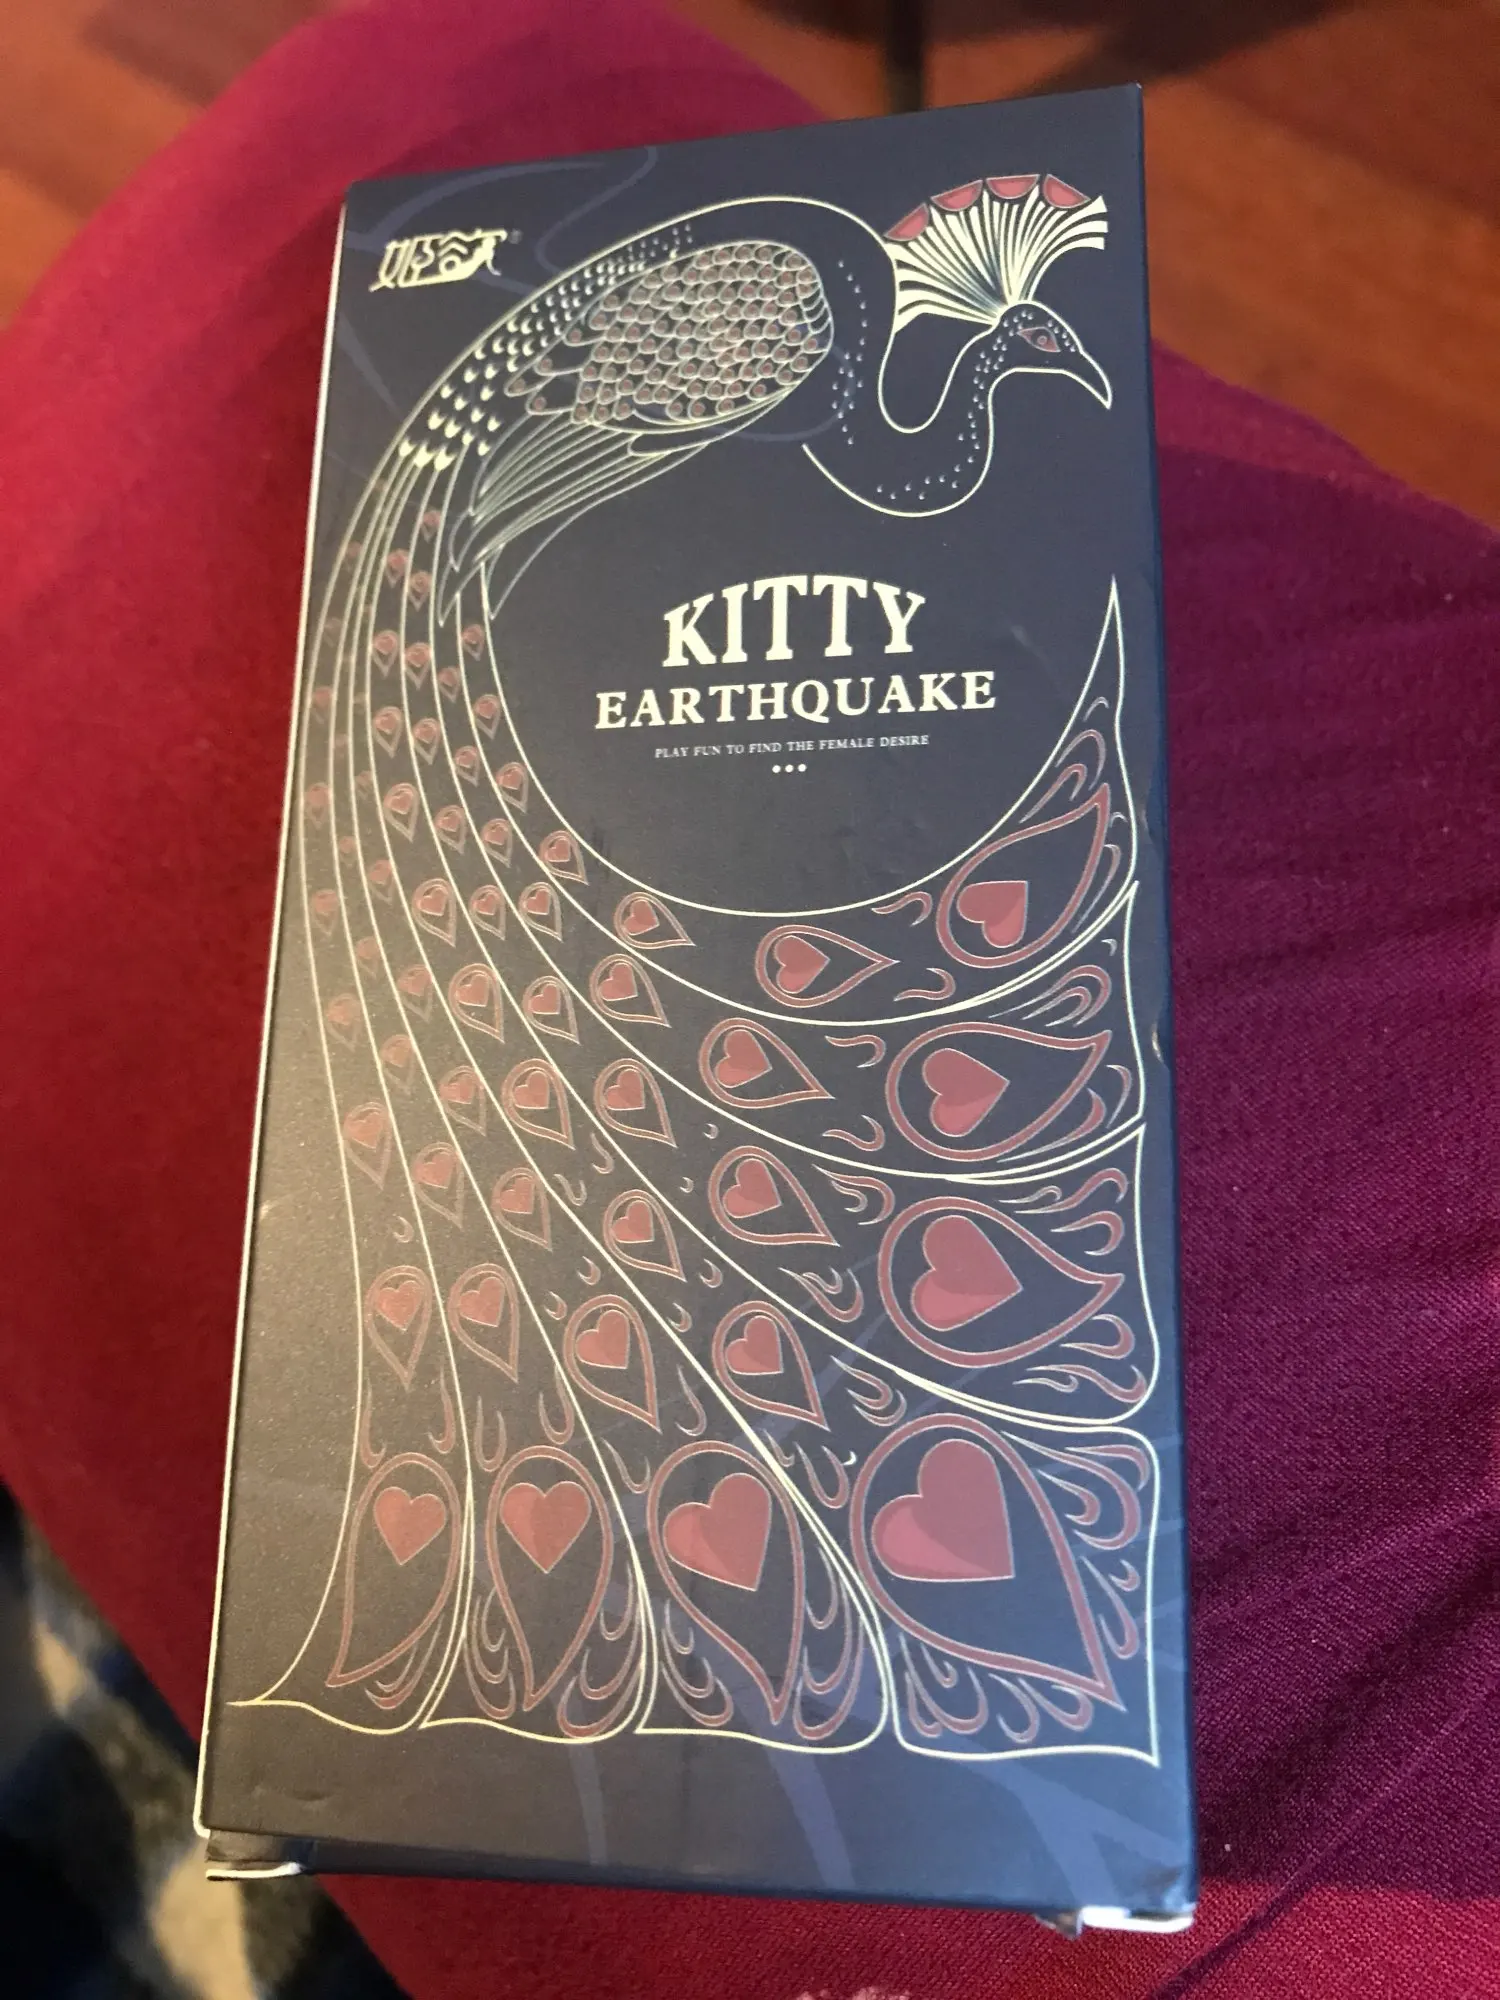 KITTY
EARTHQUAKE
PLAY FUN TO FIND THE FEMALE DESIRE